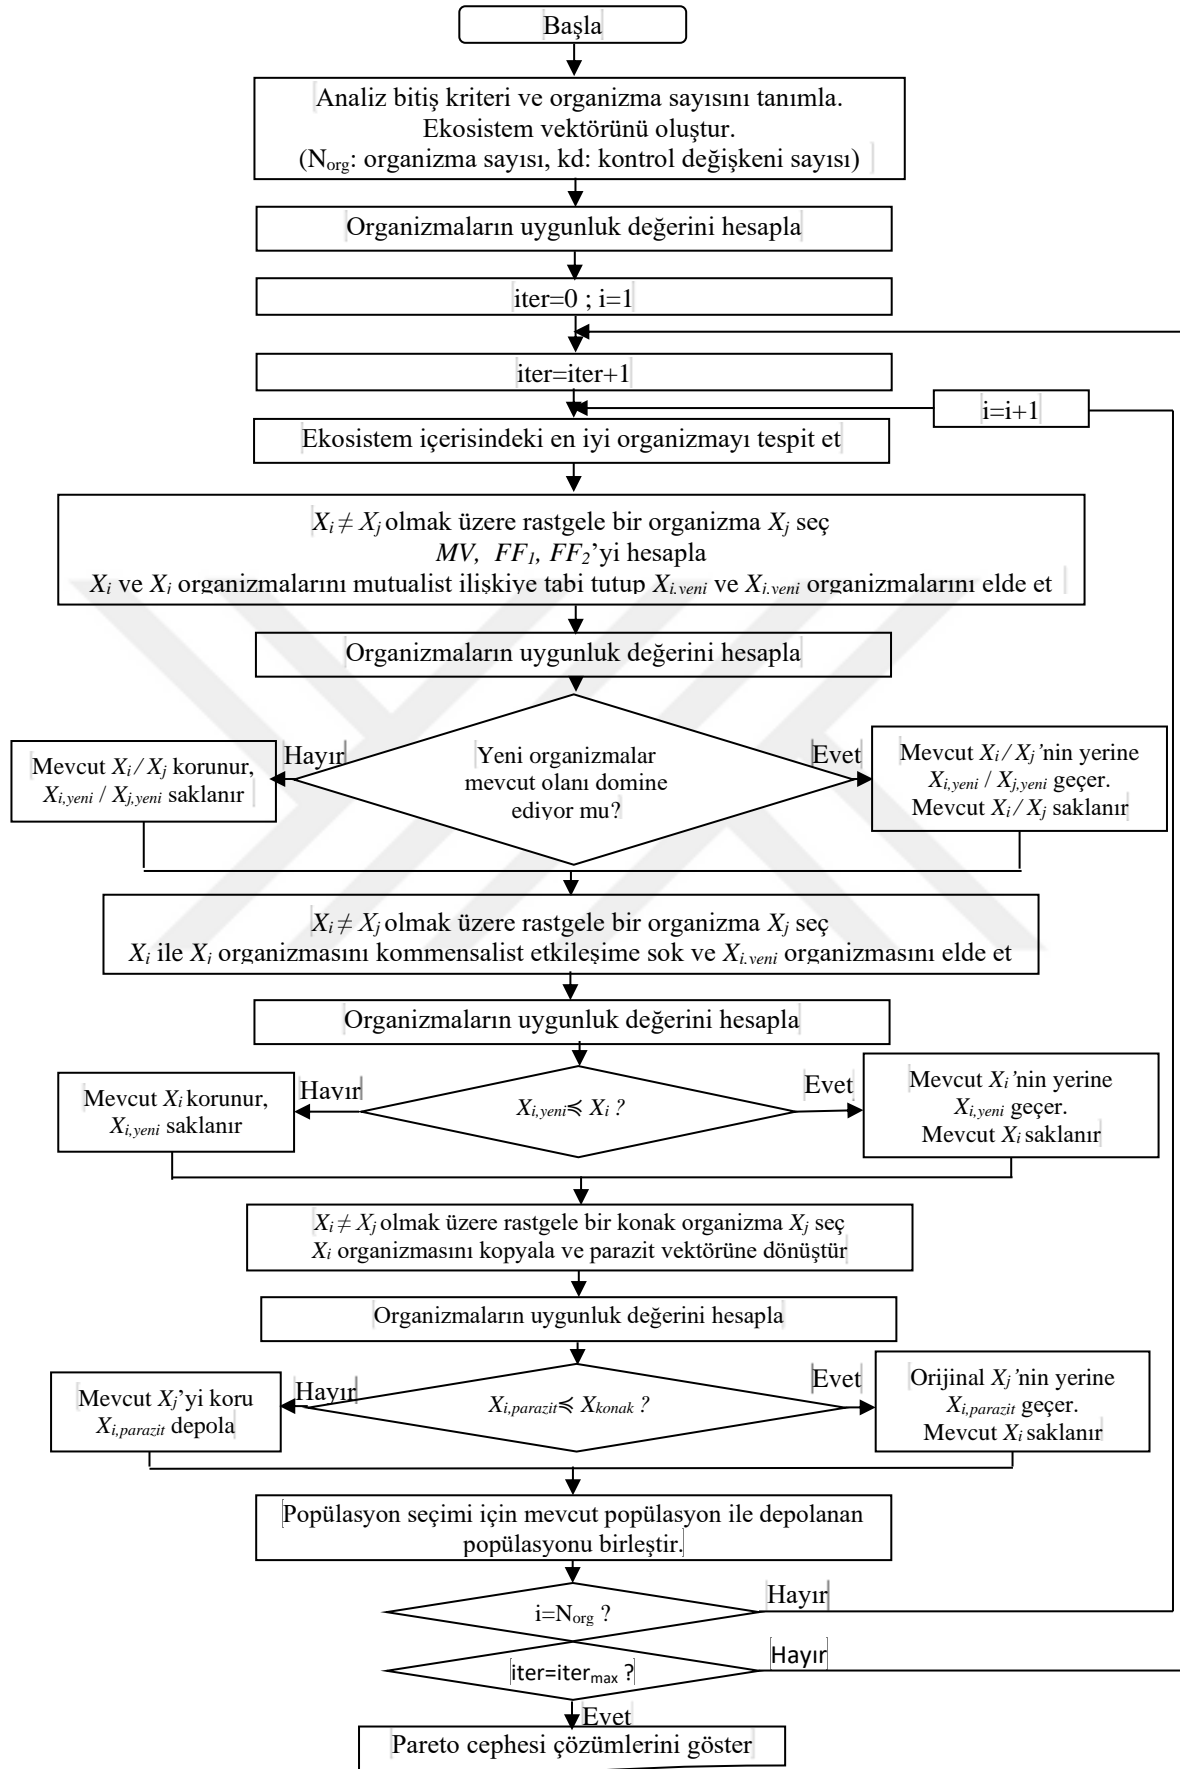 Başla
Analiz bitiş kriteri ve organizma sayısını tanımla.
Ekosistem vektörünü oluştur.
(Norg: organizma sayısı, kd: kontrol değişkeni sayısı)
Organizmaların uygunluk değerini hesapla
iter=0 ; i=1
iter=iter+1
i=i+1
Ekosistem içerisindeki en iyi organizmayı tespit et
Xi ≠ Xj olmak üzere rastgele bir organizma Xj seç
MV, FF1, FF2'yi hesapla
Xi ve Xj organizmalarını mutualist ilişkiye tabi tutup Xi,yeni ve Xi,yeni organizmalarını elde et
Organizmaların uygunluk değerini hesapla
Hayır
Evet
Yeni organizmalar
mevcut olanı domine
ediyor mu?
Mevcut Xi / Xj korunur,
Xi,yeni / Xj,yeni saklanır
Mevcut Xi / Xj'nin yerine
Xi,yeni / Xj,yeni geçer.
Mevcut Xi / Xj saklanır
Xi ≠ Xj olmak üzere rastgele bir organizma Xj seç
Xi ile Xj organizmasını kommensalist etkileşime sok ve Xi,yeni organizmasını elde et
Organizmaların uygunluk değerini hesapla
Hayır
Evet
Xi,yeni ≼ Xi ?
Mevcut Xi korunur,
Xi,yeni saklanır
Mevcut Xi'nin yerine
Xi,yeni geçer.
Mevcut Xi saklanır
Xi ≠ Xj olmak üzere rastgele bir konak organizma Xj seç
Xi organizmasını kopyala ve parazit vektörüne dönüştür
Organizmaların uygunluk değerini hesapla
Hayır
Evet
Xi,parazit ≼ Xkonak ?
Mevcut Xj'yi koru
Xi,parazit depola
Orijinal Xj'nin yerine
Xi,parazit geçer.
Mevcut Xi saklanır
Popülasyon seçimi için mevcut popülasyon ile depolanan
popülasyonu birleştir.
i=Norg ?
Hayır
iter=itermax ?
Hayır
Evet
Pareto cephesi çözümlerini göster